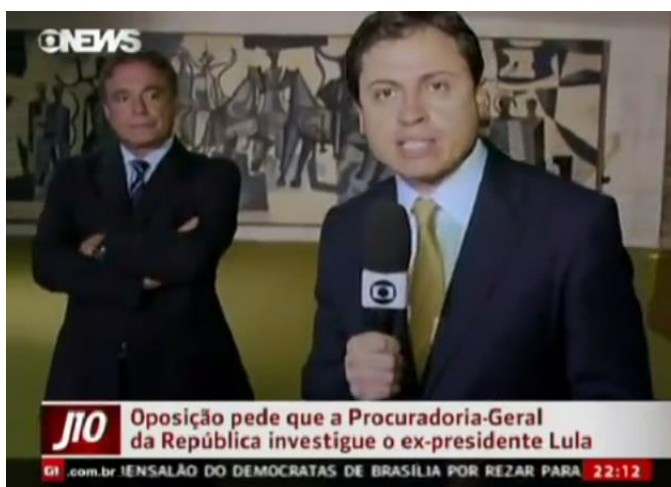 NEWS
J10
Oposição pede que a Procuradoria-Geral
da República investigue o ex-presidente Lula
G1 .com.br ENSALÃO DO DEMOCRATAS DE BRASÍLIA POR REZAR PARA 22:12